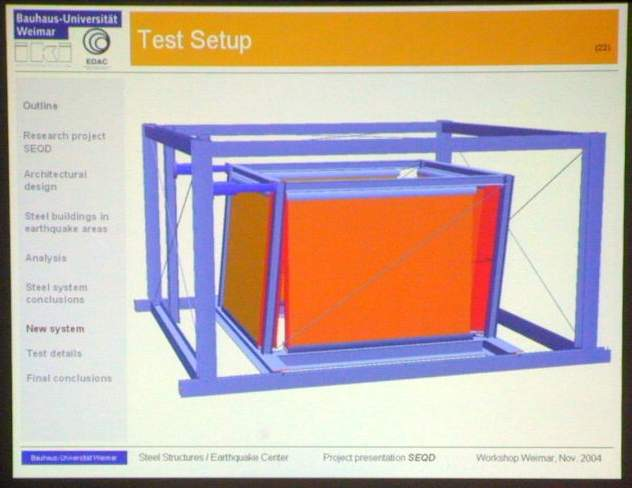 Bauhaus-Universität
Weimar
EDAC
Test Setup
(22)
Outline
Research project
SEQD
Architectural
design
Steel buildings in
earthquake areas
Analysis
Steel system
conclusions
New system
Test details
Final conclusions
Bauhaus-Universität Weimar
Steel Structures / Earthquake Center
Project presentation SEQD
Workshop Weimar, Nov. 2004